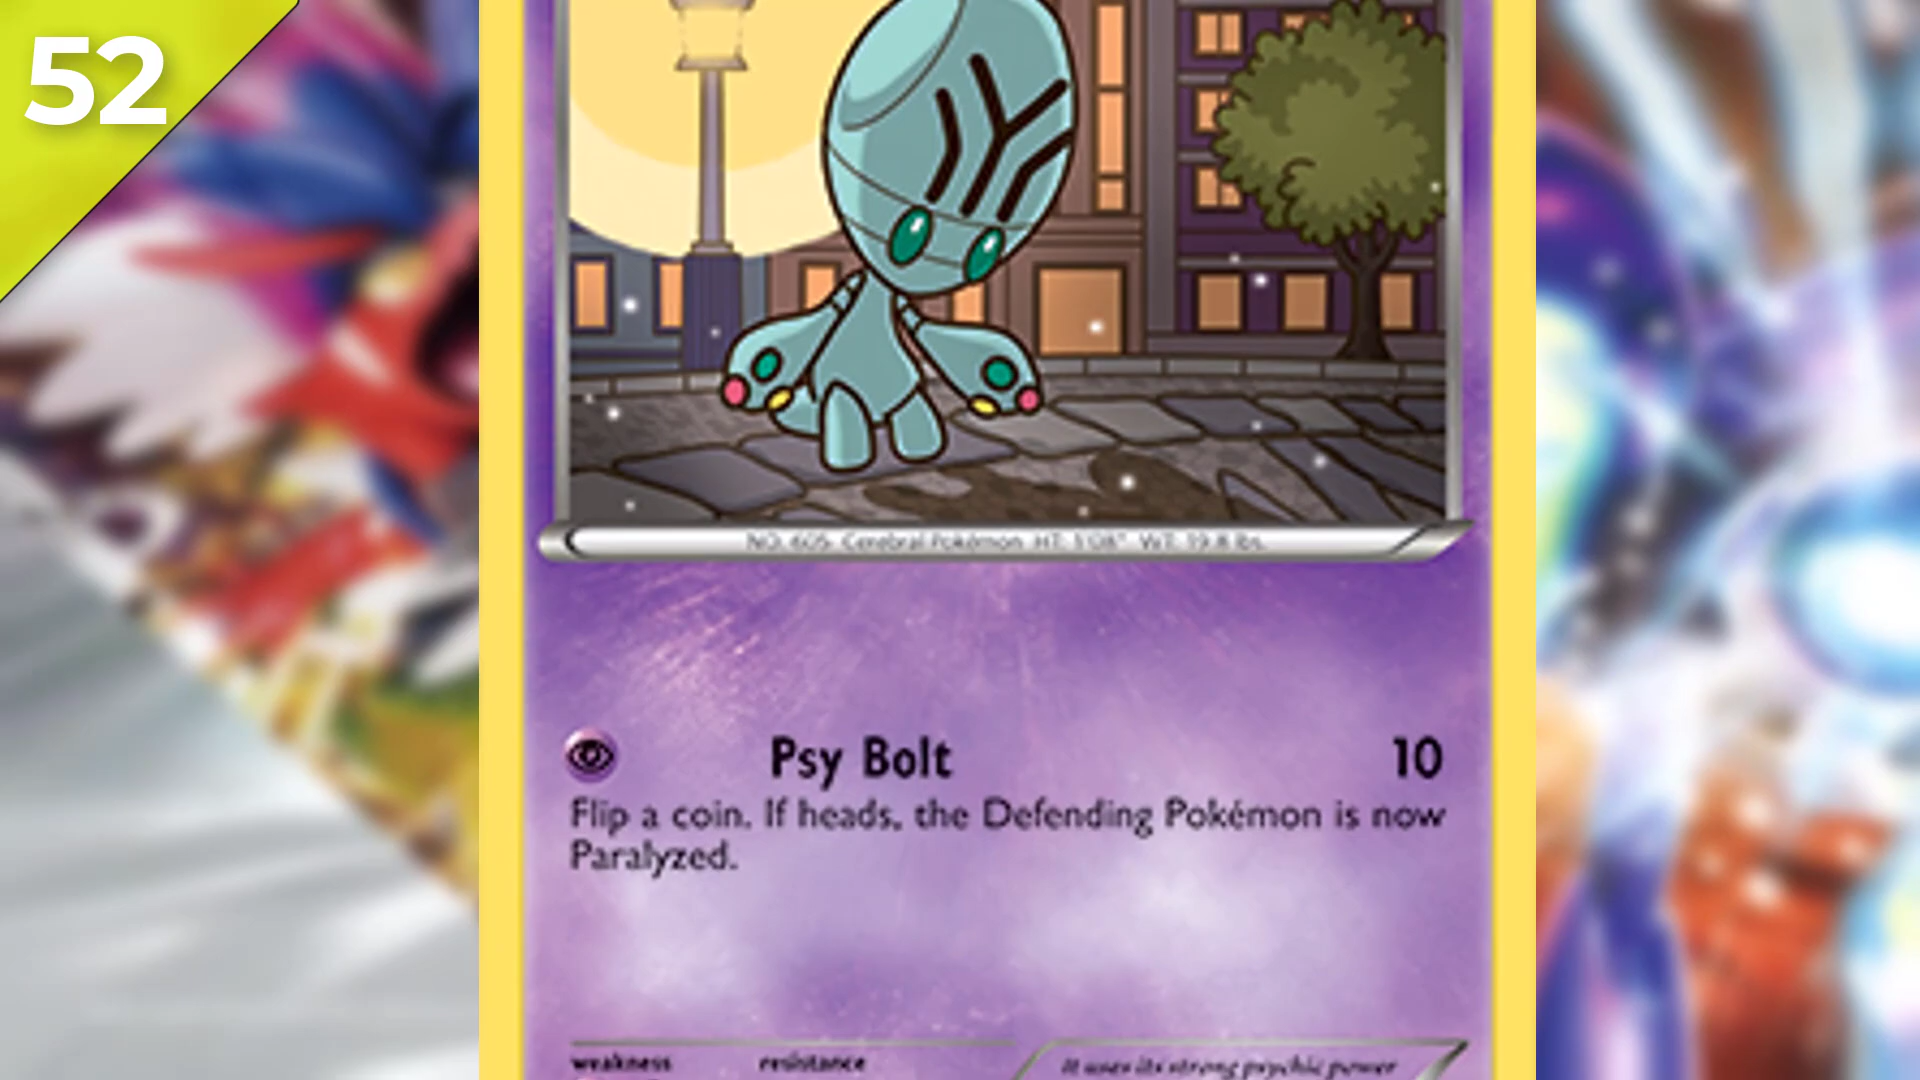 52
NO. 605 Cerebral Pokémon HT: 1'08" WT: 19.8 lbs.
Psy Bolt 10
Flip a coin. If heads, the Defending Pokémon is now
Paralyzed.
weakness resistance
It uses its strong psychic power